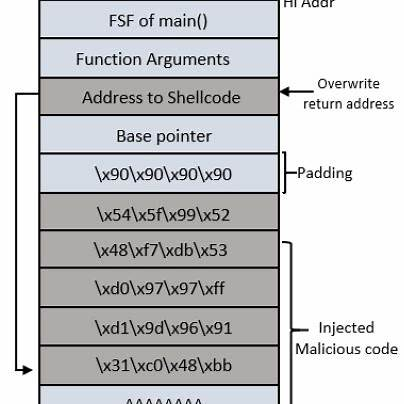 Hi Addr
FSF of main()
Function Arguments
Address to Shellcode
Overwrite
return address
Base pointer
\x90\x90\x90\x90
Padding
\x54\x5f\x99\x52
\x48\xf7\xdb\x53
\xd0\x97\x97\xff
\xd1\x9d\x96\x91
Injected
Malicious code
\x31\xc0\x48\xbb
AAAAAAAA